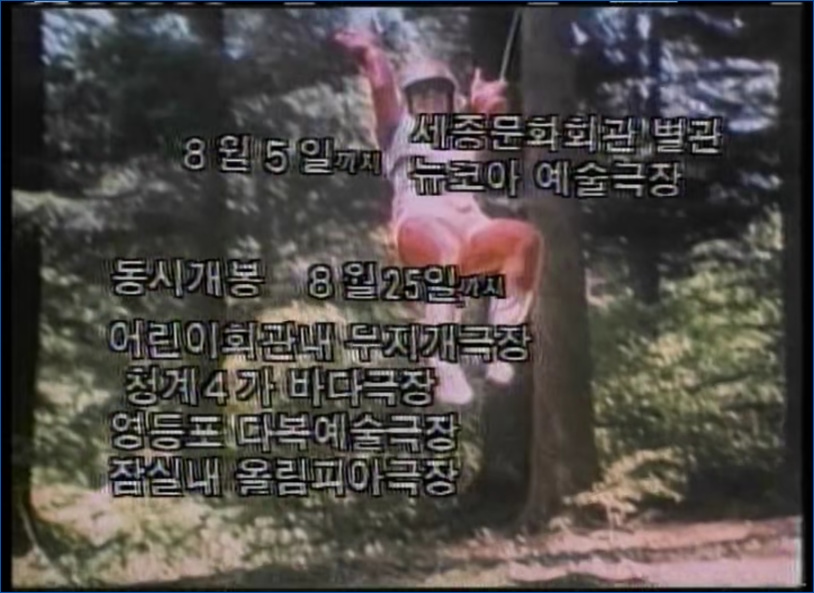 8월 5일까지
세종문화회관 별관
뉴코아 예술극장
동시개봉 8월25일까지
어린이회관내 무지개극장
청계4가 바다극장
영등포 다복예술극장
잠실내 올림피아극장